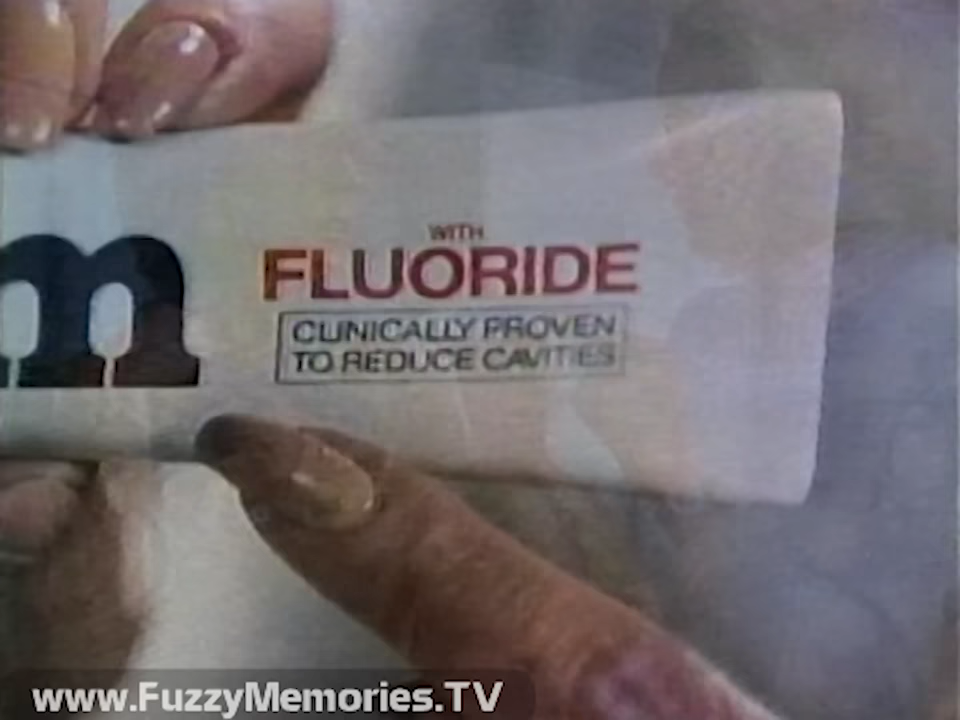 WITH
m FLUORIDE
CLINICALLY PROVEN
TO REDUCE CAVITIES
www.FuzzyMemories.TV